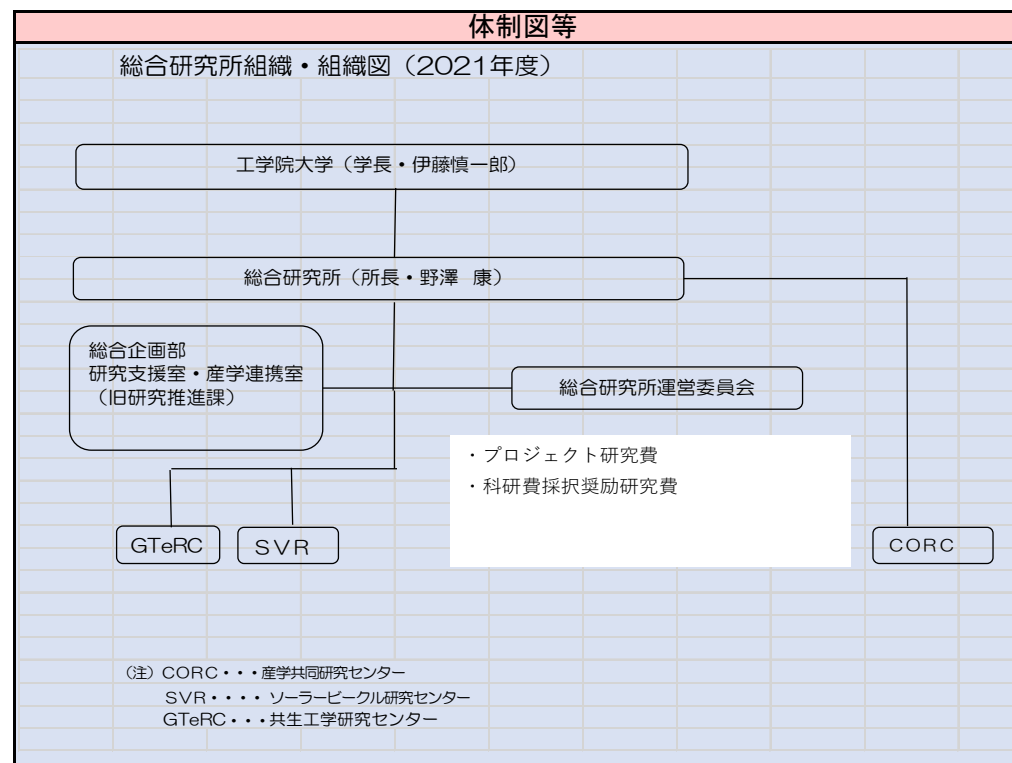 体制図等
総合研究所組織・組織図（2021年度）
工学院大学（学長・伊藤慎一郎）
総合研究所（所長・野澤　康）
総合企画部
研究支援室・産学連携室
（旧研究推進課）
総合研究所運営委員会
・プロジェクト研究費
・科研費採択奨励研究費
GTeRC
ＳＶＲ
ＣＯＲＣ
（注）ＣＯＲＣ・・・産学共同研究センター
ＳＶＲ・・・・ソーラービークル研究センター
GTeRC・・・共生工学研究センター